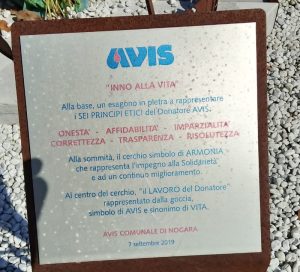 AVIS
"INNO ALLA VITA"
Alla base, un esagono in pietra a rappresentare
i SEI PRINCIPI ETICI del Donatore AVIS:
ONESTA' - AFFIDABILITA' - IMPARZIALITA'
CORRETTEZZA - TRASPARENZA - RISOLUTEZZA
Alla sommità, il cerchio simbolo di ARMONIA
che rappresenta l'impegno alla Solidarietà
e ad un continuo miglioramento.
Al centro del cerchio, "il LAVORO del Donatore"
rappresentato dalla goccia,
simbolo di AVIS e sinonimo di VITA.
AVIS COMUNALE DI NOGARA
7 settembre 2019